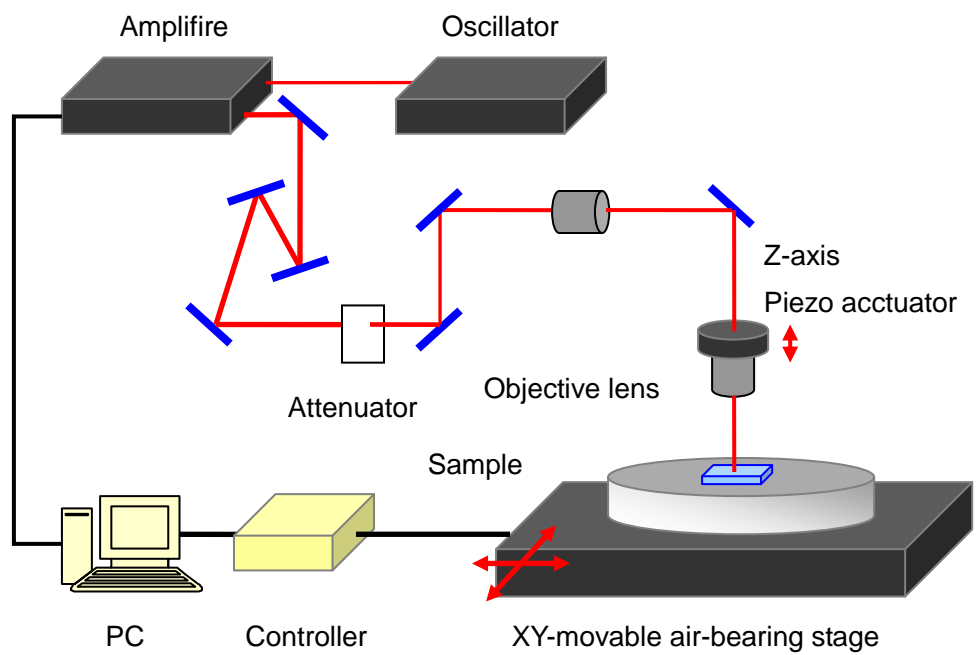 Amplifire
Oscillator
Z-axis
Piezo acctuator
Objective lens
Attenuator
Sample
PC
Controller
XY-movable air-bearing stage